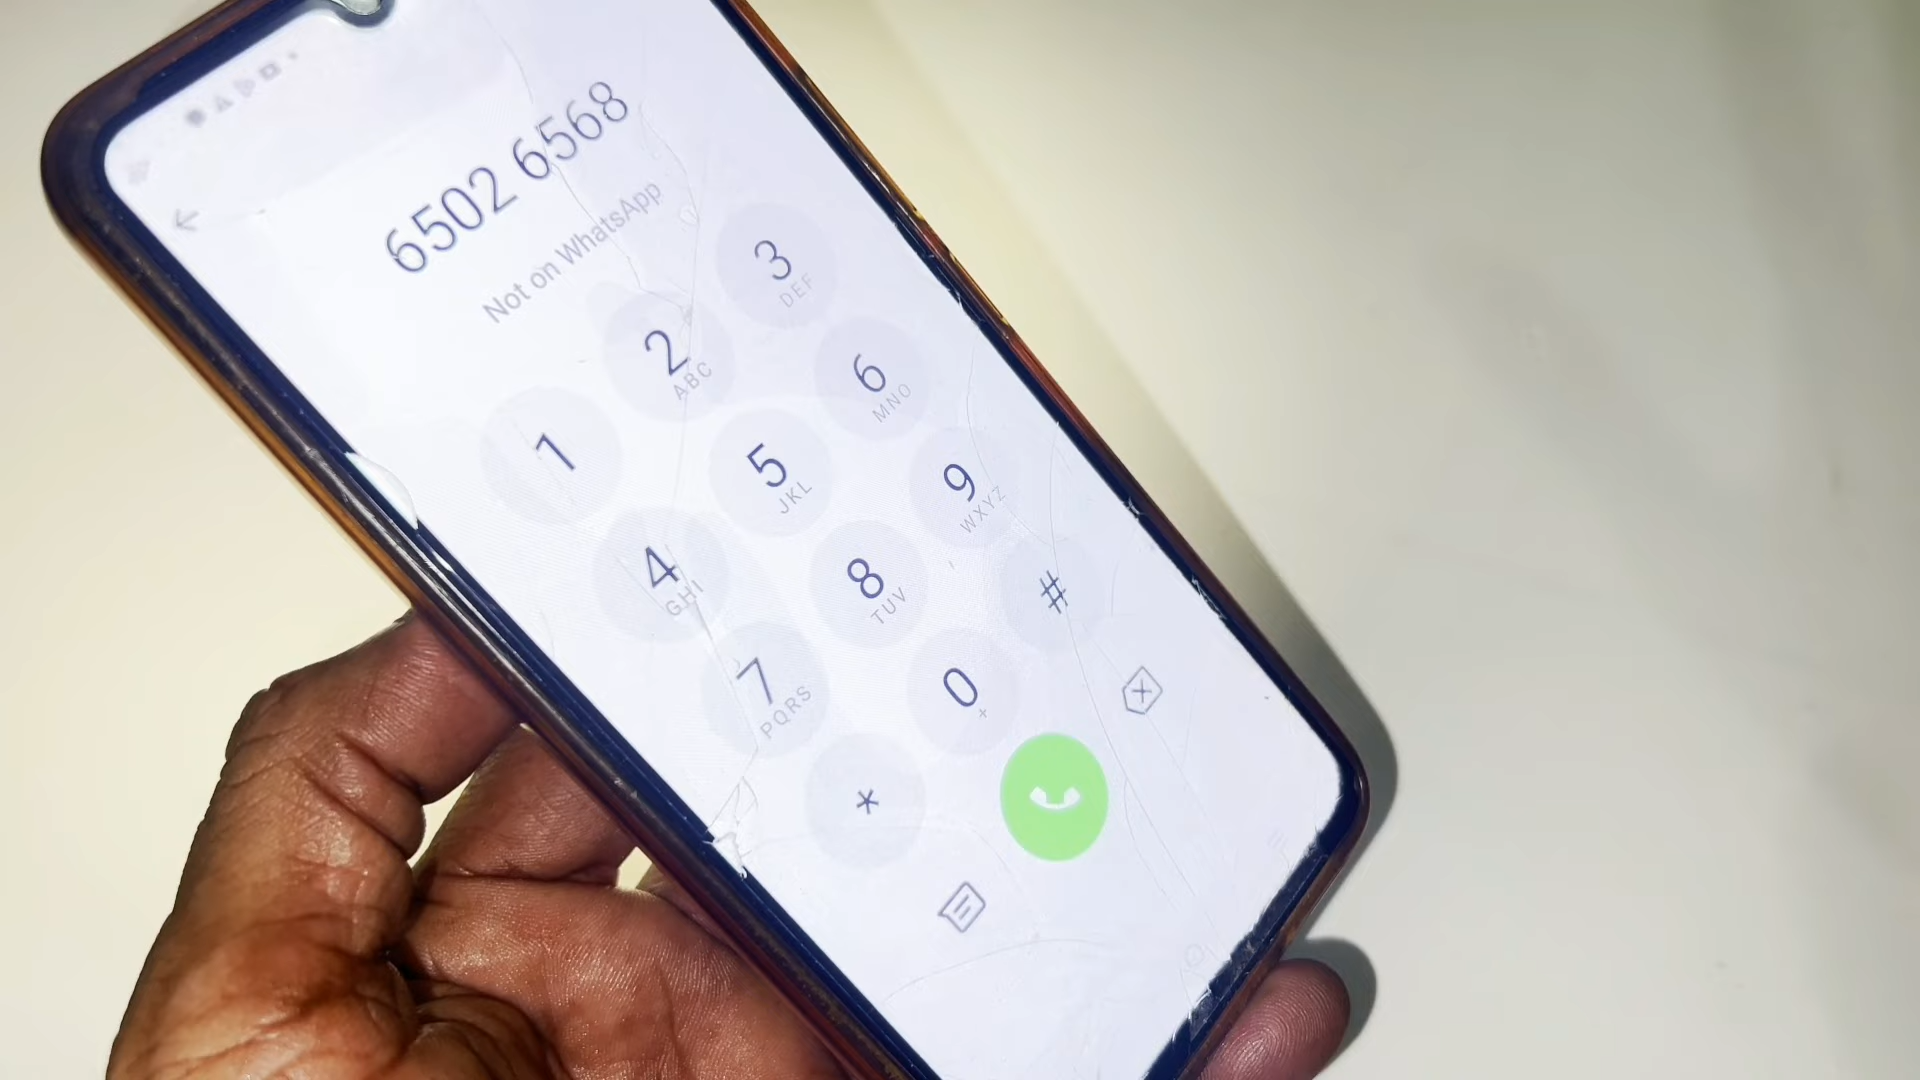 6502 6568
Not on WhatsApp
1
2 ABC
3 DEF
4 GHI
5 JKL
6 MNO
7 PQRS
8 TUV
9 WXYZ
*
0 +
#